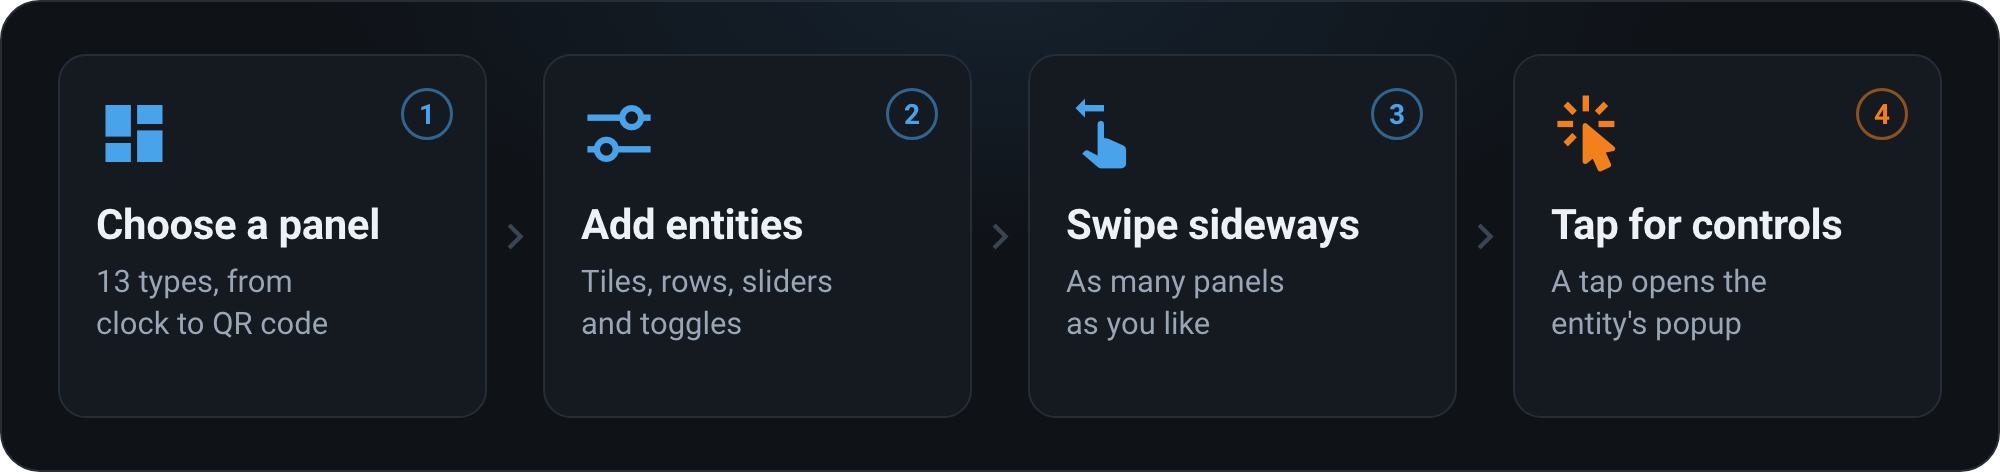 1
Choose a panel
13 types, from
clock to QR code
2
Add entities
Tiles, rows, sliders
and toggles
3
Swipe sideways
As many panels
as you like
4
Tap for controls
A tap opens the
entity's popup